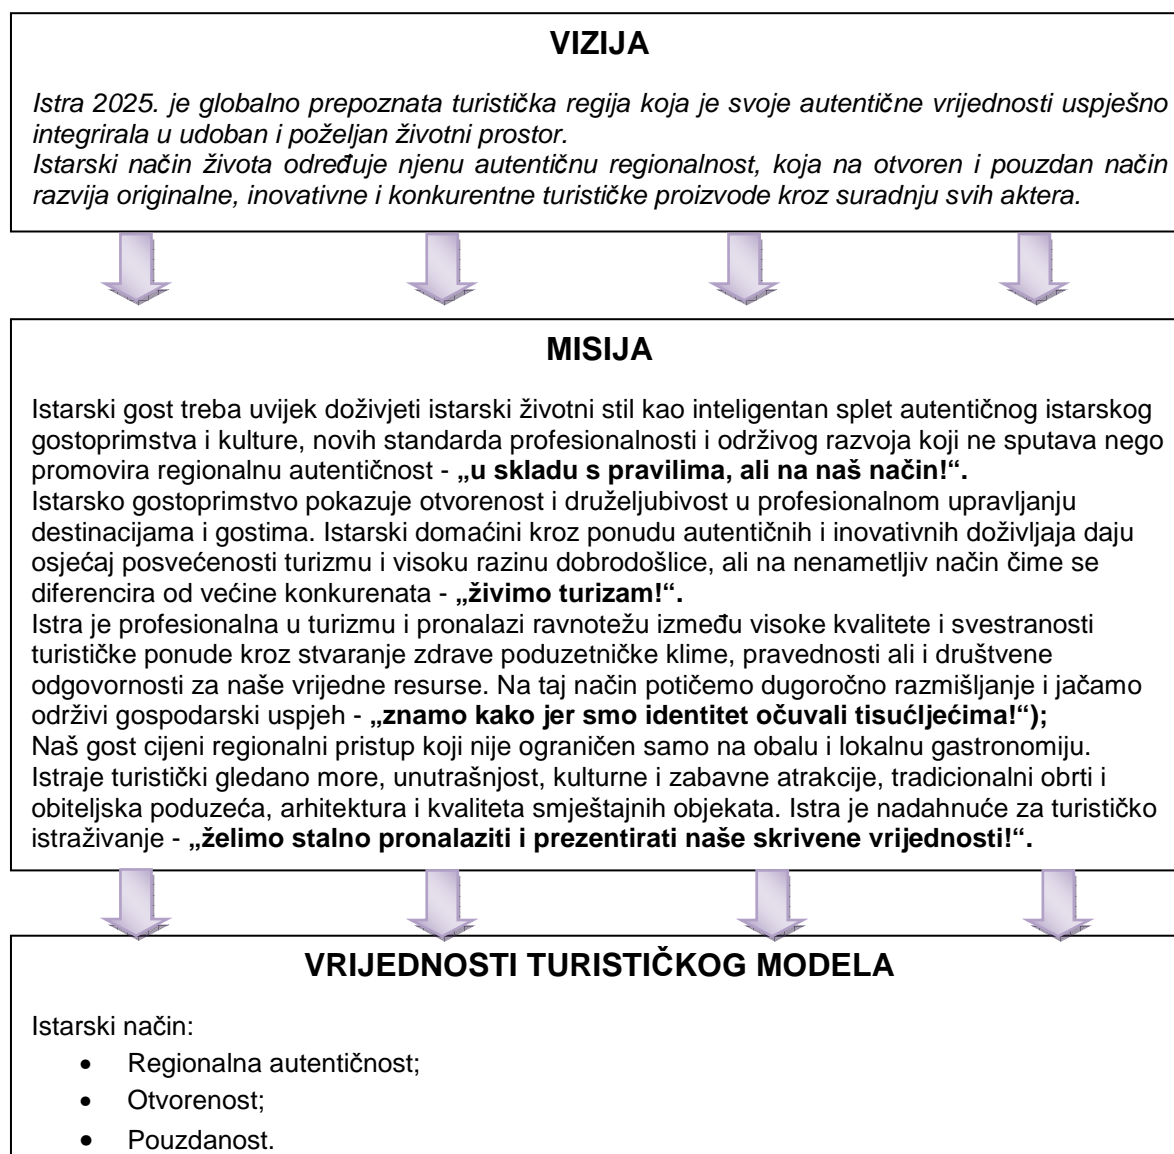 VIZIJA
Istra 2025. je globalno prepoznata turistička regija koja je svoje autentične vrijednosti uspješno
integrirala u udoban i poželjan životni prostor.
Istarski način života određuje njenu autentičnu regionalnost, koja na otvoren i pouzdan način
razvija originalne, inovativne i konkurentne turističke proizvode kroz suradnju svih aktera.
MISIJA
Istarski gost treba uvijek doživjeti istarski životni stil kao inteligentan splet autentičnog istarskog
gostoprimstva i kulture, novih standarda profesionalnosti i održivog razvoja koji ne sputava nego
promovira regionalnu autentičnost - „u skladu s pravilima, ali na naš način!“.
Istarsko gostoprimstvo pokazuje otvorenost i druželjubivost u profesionalnom upravljanju
destinacijama i gostima. Istarski domaćini kroz ponudu autentičnih i inovativnih doživljaja daju
osjećaj posvećenosti turizmu i visoku razinu dobrodošlice, ali na nenametljiv način čime se
diferencira od većine konkurenata - „živimo turizam!“.
Istra je profesionalna u turizmu i pronalazi ravnotežu između visoke kvalitete i svestranosti
turističke ponude kroz stvaranje zdrave poduzetničke klime, pravednosti ali i društvene
odgovornosti za naše vrijedne resurse. Na taj način potičemo dugoročno razmišljanje i jačamo
održivi gospodarski uspjeh - „znamo kako jer smo identitet očuvali tisućljećima!“);
Naš gost cijeni regionalni pristup koji nije ograničen samo na obalu i lokalnu gastronomiju.
Istraje turistički gledano more, unutrašnjost, kulturne i zabavne atrakcije, tradicionalni obrti i
obiteljska poduzeća, arhitektura i kvaliteta smještajnih objekata. Istra je nadahnuće za turističko
istraživanje - „želimo stalno pronalaziti i prezentirati naše skrivene vrijednosti!“.
VRIJEDNOSTI TURISTIČKOG MODELA
Istarski način:
• Regionalna autentičnost;
• Otvorenost;
• Pouzdanost.